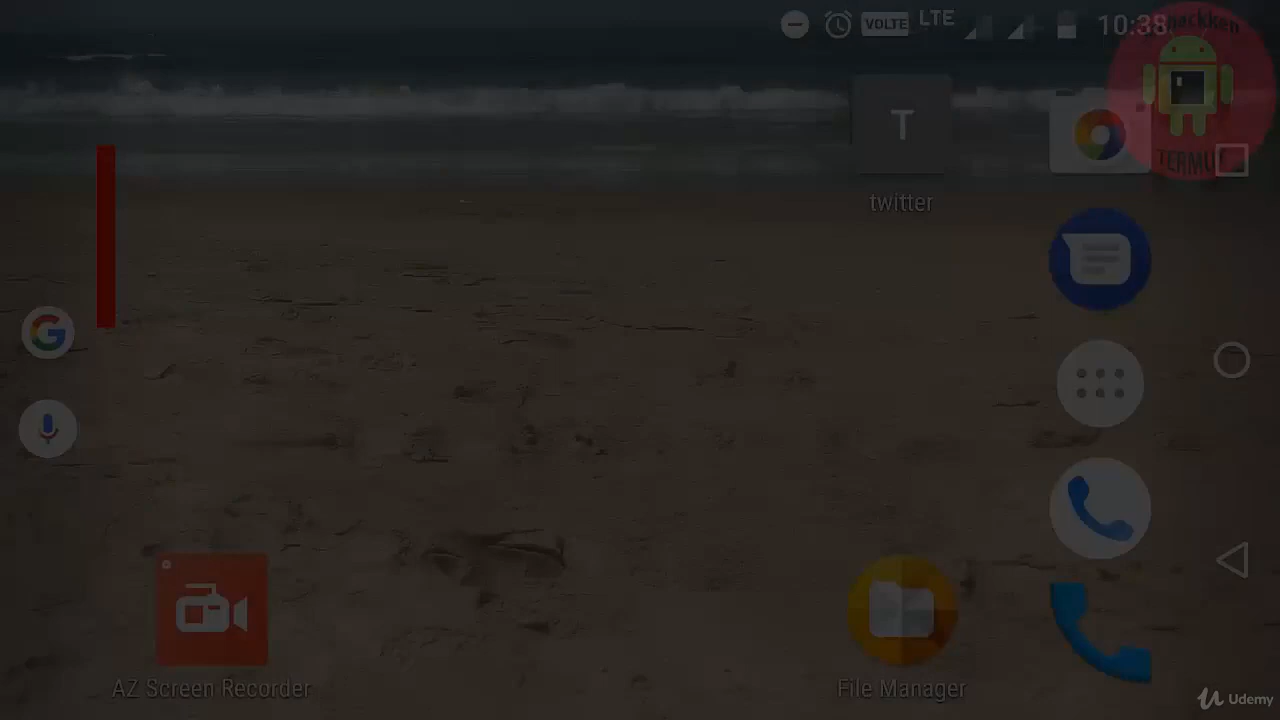 VOLTE LTE 10:38
T
twitter
AZ Screen Recorder
File Manager
Udemy